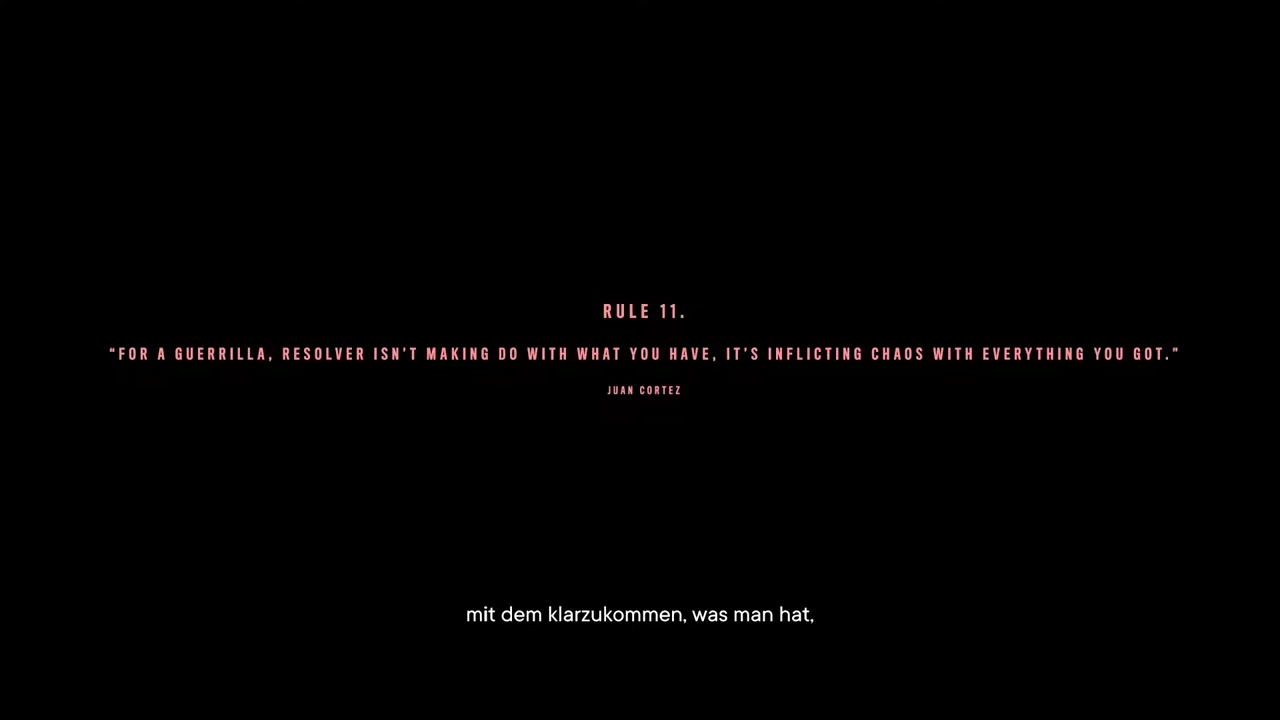 RULE 11.
“FOR A GUERRILLA, RESOLVER ISN'T MAKING DO WITH WHAT YOU HAVE, IT'S INFLICTING CHAOS WITH EVERYTHING YOU GOT.”
JUAN CORTEZ
mit dem klarzukommen, was man hat,